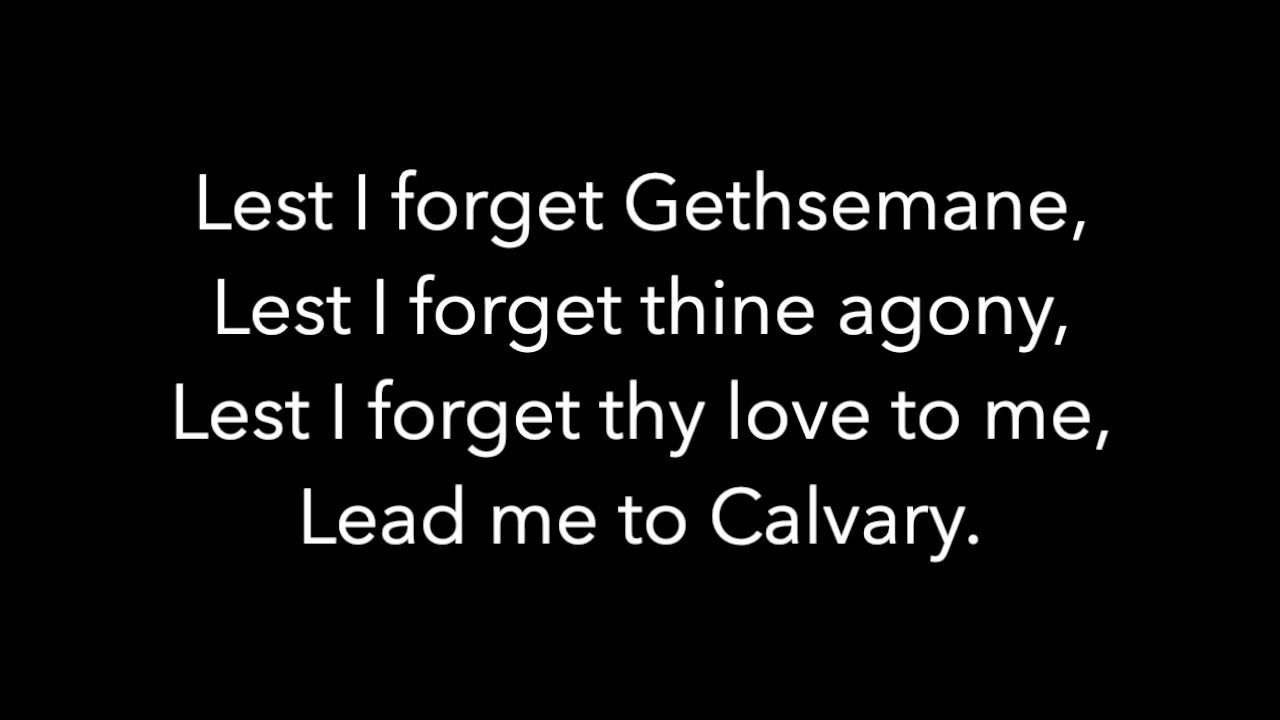 Lest I forget Gethsemane,
Lest I forget thine agony,
Lest I forget thy love to me,
Lead me to Calvary.